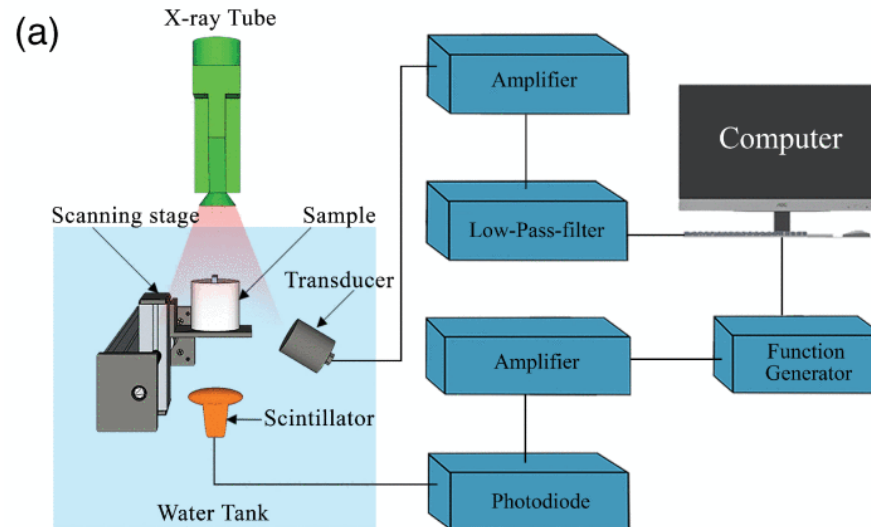 (a)
X-ray Tube
Amplifier
Computer
Scanning stage
Sample
Low-Pass-filter
Transducer
Amplifier
Function
Generator
Scintillator
Photodiode
Water Tank